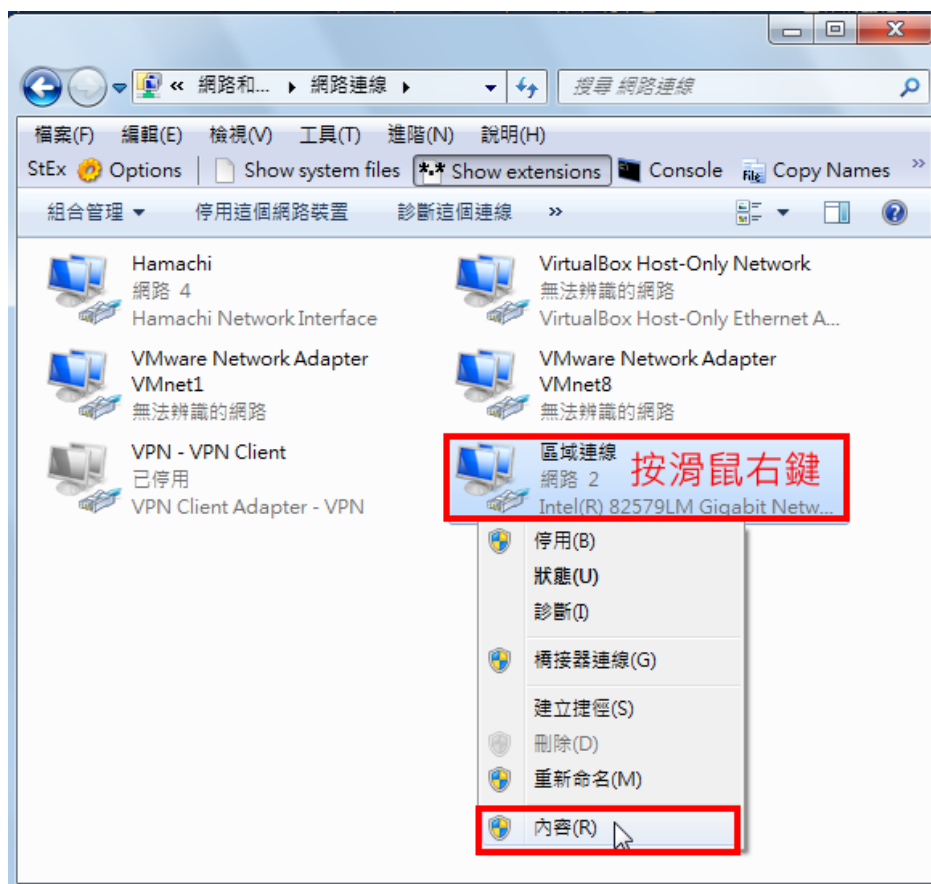 « 網路和... ▸ 網路連線 ▸ 搜尋 網路連線
檔案(F) 編輯(E) 檢視(V) 工具(T) 進階(N) 說明(H)
StEx Options Show system files *.* Show extensions Console File Copy Names »
組合管理 ▼ 停用這個網路裝置 診斷這個連線 »
Hamachi
網路 4
Hamachi Network Interface
VirtualBox Host-Only Network
無法辨識的網路
VirtualBox Host-Only Ethernet A...
VMware Network Adapter
VMnet1
無法辨識的網路
VMware Network Adapter
VMnet8
無法辨識的網路
VPN - VPN Client
已停用
VPN Client Adapter - VPN
區域連線
網路 2
Intel(R) 82579LM Gigabit Netw...
按滑鼠右鍵
停用(B)
狀態(U)
診斷(I)
橋接器連線(G)
建立捷徑(S)
刪除(D)
重新命名(M)
內容(R)